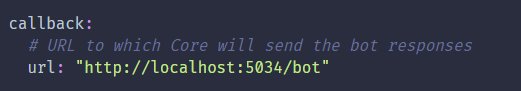 callback:
# URL to which Core will send the bot responses
url: "http://localhost:5034/bot"